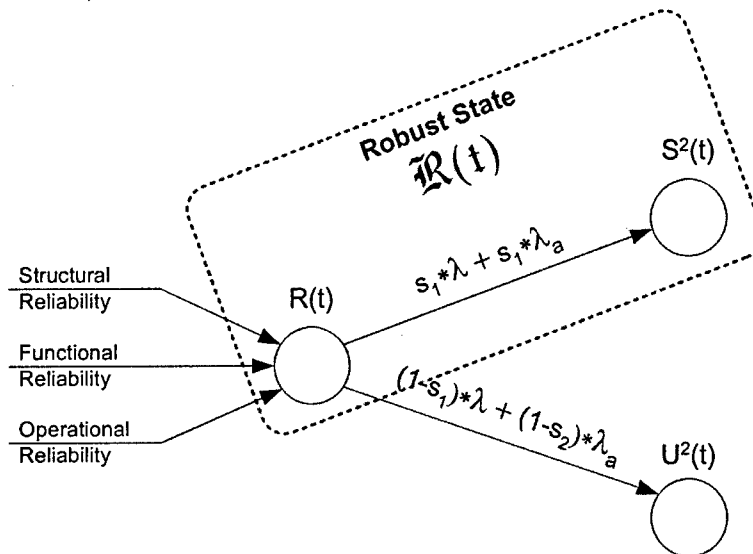 Robust State
ℜ(t)
S²(t)
s₁*λ + s₁*λₐ
Structural
Reliability
R(t)
Functional
Reliability
(1-s₁)*λ + (1-s₂)*λₐ
Operational
Reliability
U²(t)